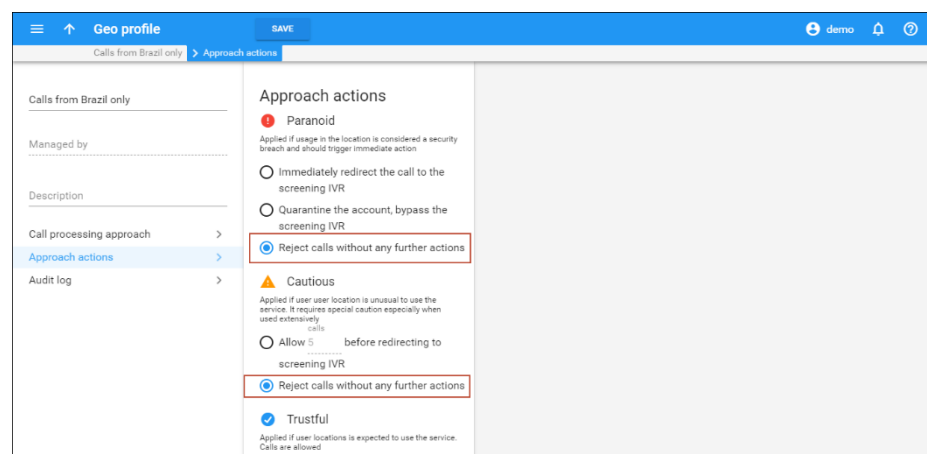 Geo profile
SAVE
demo
Calls from Brazil only
Approach actions
Calls from Brazil only
Managed by
Description
Call processing approach
Approach actions
Audit log
Approach actions
Paranoid
Applied if usage in the location is considered a security
breach and should trigger immediate action
Immediately redirect the call to the
screening IVR
Quarantine the account, bypass the
screening IVR
Reject calls without any further actions
Cautious
Applied if user user location is unusual to use the
service. It requires special caution especially when
used extensively
calls
Allow 5 before redirecting to
screening IVR
Reject calls without any further actions
Trustful
Applied if user locations is expected to use the service.
Calls are allowed